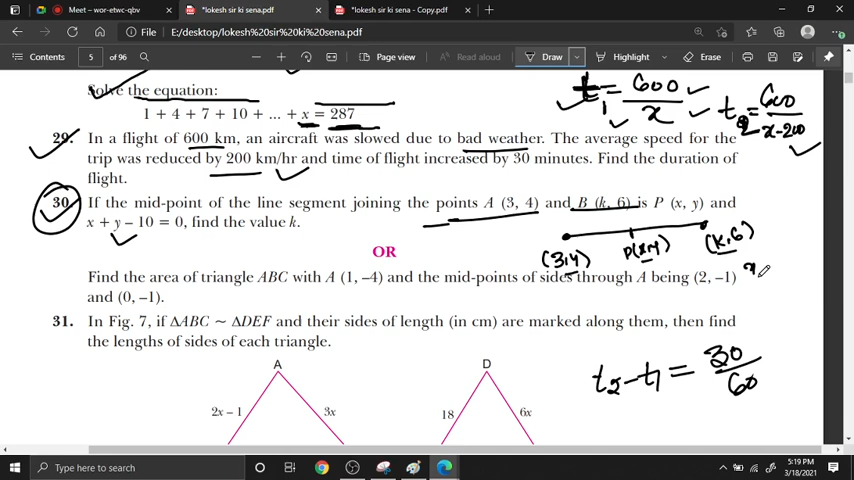 Meet – wor-etwc-qbv
*lokesh sir ki sena.pdf
*lokesh sir ki sena - Copy.pdf
File | E:/desktop/lokesh%20sir%20ki%20sena.pdf
Contents 5 of 96 Page view Read aloud Draw Highlight Erase
Solve the equation:
1 + 4 + 7 + 10 + ... + x = 287
t1 = 600/x
t2 = 600/x-200
29. In a flight of 600 km, an aircraft was slowed due to bad weather. The average speed for the
trip was reduced by 200 km/hr and time of flight increased by 30 minutes. Find the duration of
flight.
30. If the mid-point of the line segment joining the points A (3, 4) and B (k, 6) is P (x, y) and
x + y – 10 = 0, find the value k.
(3,4) P(x,y) (k,6)
OR
x
Find the area of triangle ABC with A (1, –4) and the mid-points of sides through A being (2, –1)
and (0, –1).
31. In Fig. 7, if ΔABC ~ ΔDEF and their sides of length (in cm) are marked along them, then find
the lengths of sides of each triangle.
t2 - t1 = 30/60
A D
2x – 1 3x 18 6x
Type here to search
ENG
5:19 PM
3/18/2021